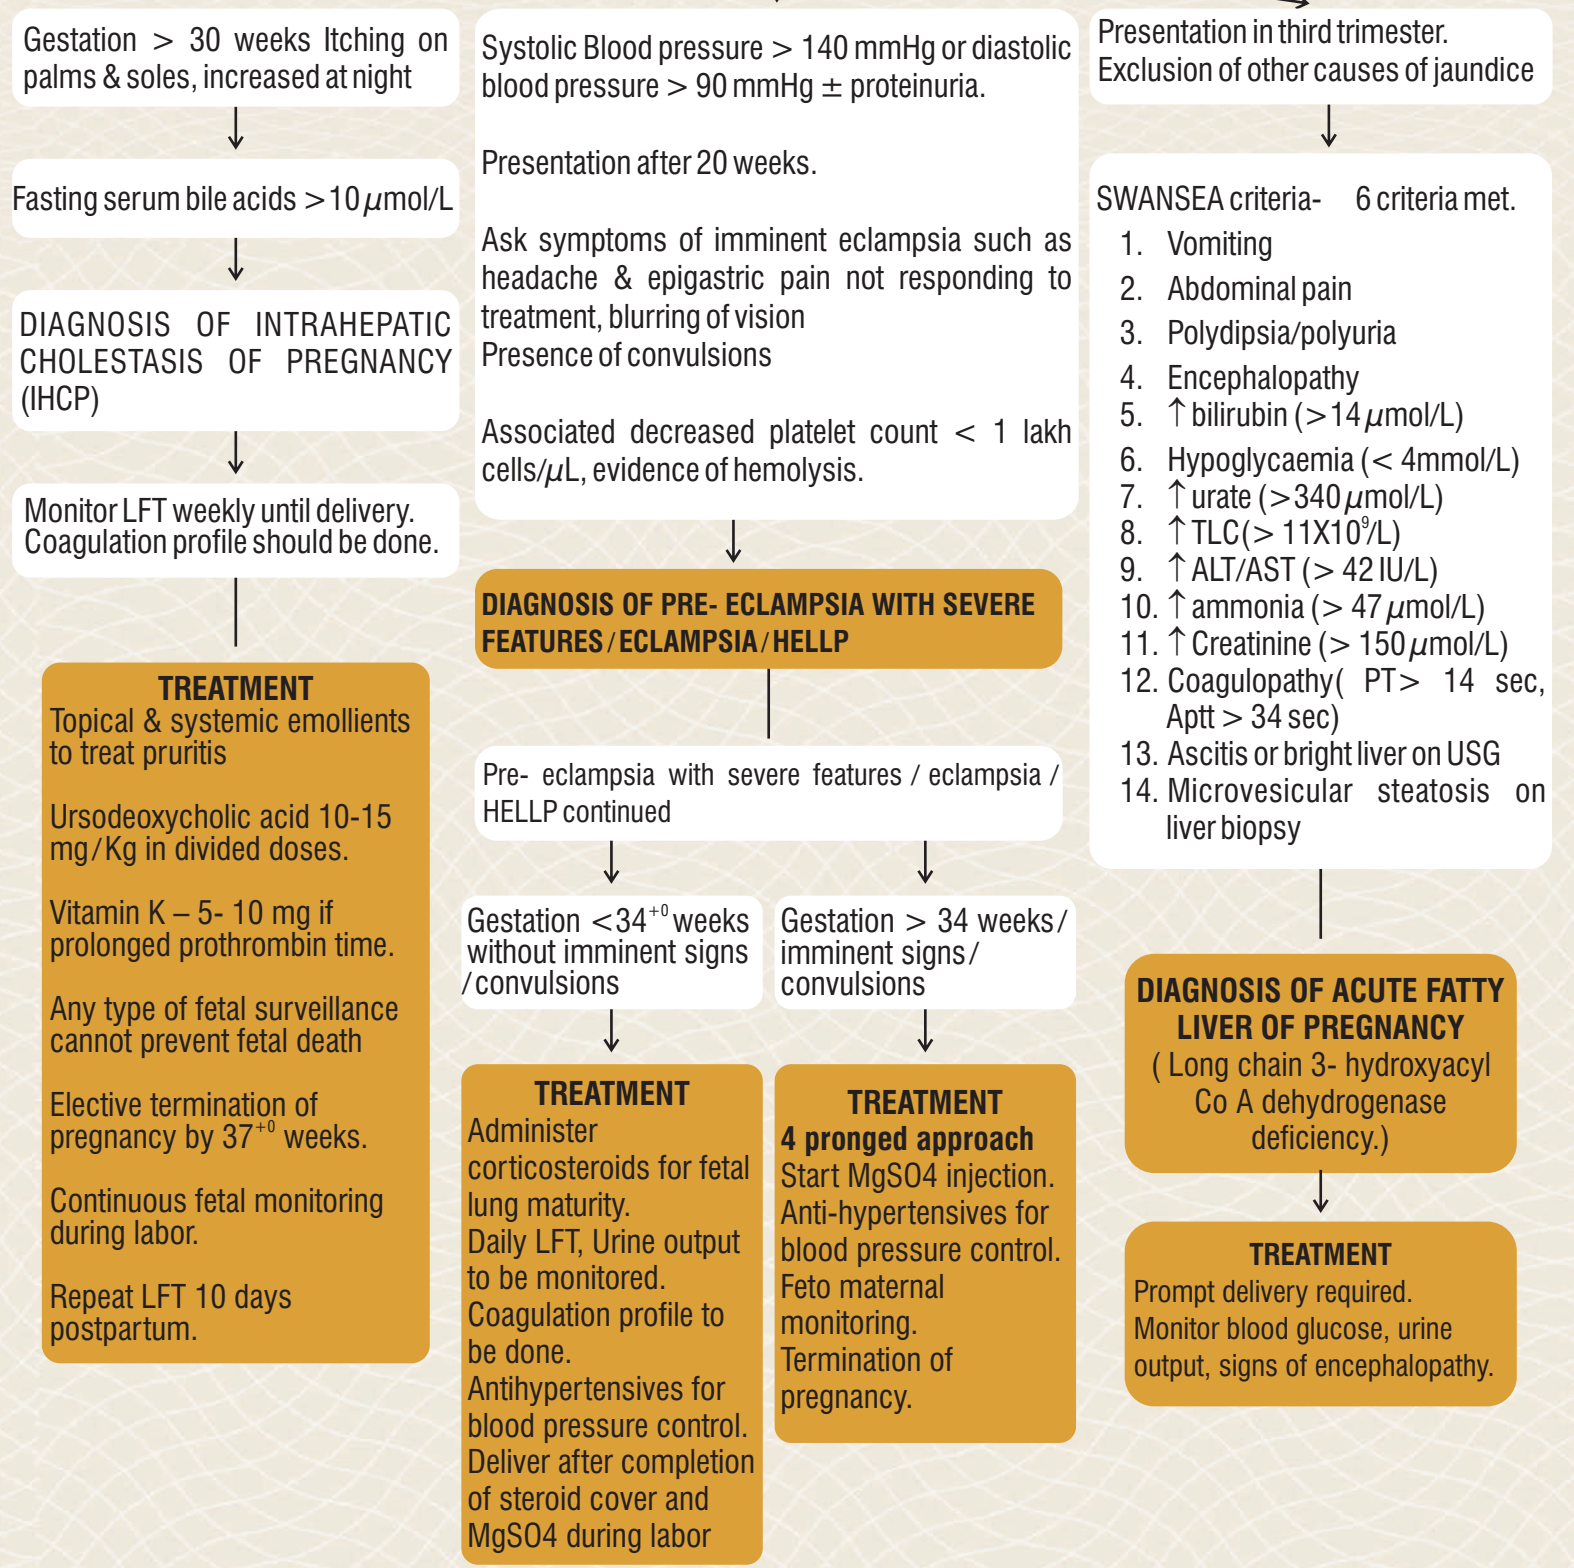 Gestation > 30 weeks Itching on
palms & soles, increased at night
Fasting serum bile acids >10 μmol/L
DIAGNOSIS OF INTRAHEPATIC
CHOLESTASIS OF PREGNANCY
(IHCP)
Monitor LFT weekly until delivery.
Coagulation profile should be done.
TREATMENT
Topical & systemic emollients
to treat pruritis
Ursodeoxycholic acid 10-15
mg/Kg in divided doses.
Vitamin K – 5- 10 mg if
prolonged prothrombin time.
Any type of fetal surveillance
cannot prevent fetal death
Elective termination of
pregnancy by 37⁺⁰ weeks.
Continuous fetal monitoring
during labor.
Repeat LFT 10 days
postpartum.
Systolic Blood pressure > 140 mmHg or diastolic
blood pressure > 90 mmHg ± proteinuria.
Presentation after 20 weeks.
Ask symptoms of imminent eclampsia such as
headache & epigastric pain not responding to
treatment, blurring of vision
Presence of convulsions
Associated decreased platelet count < 1 lakh
cells/μL, evidence of hemolysis.
DIAGNOSIS OF PRE- ECLAMPSIA WITH SEVERE
FEATURES/ECLAMPSIA/HELLP
Pre- eclampsia with severe features / eclampsia /
HELLP continued
Gestation <34⁺⁰ weeks
without imminent signs
/convulsions
TREATMENT
Administer
corticosteroids for fetal
lung maturity.
Daily LFT, Urine output
to be monitored.
Coagulation profile to
be done.
Antihypertensives for
blood pressure control.
Deliver after completion
of steroid cover and
MgSO4 during labor
Gestation > 34 weeks/
imminent signs/
convulsions
TREATMENT
4 pronged approach
Start MgSO4 injection.
Anti-hypertensives for
blood pressure control.
Feto maternal
monitoring.
Termination of
pregnancy.
Presentation in third trimester.
Exclusion of other causes of jaundice
SWANSEA criteria- 6 criteria met.
1. Vomiting
2. Abdominal pain
3. Polydipsia/polyuria
4. Encephalopathy
5. ↑ bilirubin (>14 μmol/L)
6. Hypoglycaemia (< 4mmol/L)
7. ↑ urate (>340 μmol/L)
8. ↑ TLC(> 11X10⁹/L)
9. ↑ ALT/AST (> 42 IU/L)
10. ↑ ammonia (> 47 μmol/L)
11. ↑ Creatinine (> 150 μmol/L)
12. Coagulopathy( PT> 14 sec,
Aptt > 34 sec)
13. Ascitis or bright liver on USG
14. Microvesicular steatosis on
liver biopsy
DIAGNOSIS OF ACUTE FATTY
LIVER OF PREGNANCY
( Long chain 3- hydroxyacyl
Co A dehydrogenase
deficiency.)
TREATMENT
Prompt delivery required.
Monitor blood glucose, urine
output, signs of encephalopathy.